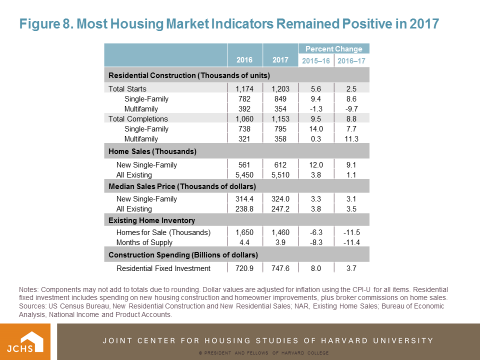 Figure 8. Most Housing Market Indicators Remained Positive in 2017
Percent Change
2016 2017 2015–16 2016–17
Residential Construction (Thousands of units)
Total Starts 1,174 1,203 5.6 2.5
Single-Family 782 849 9.4 8.6
Multifamily 392 354 -1.3 -9.7
Total Completions 1,060 1,153 9.5 8.8
Single-Family 738 795 14.0 7.7
Multifamily 321 358 0.3 11.3
Home Sales (Thousands)
New Single-Family 561 612 12.0 9.1
All Existing 5,450 5,510 3.8 1.1
Median Sales Price (Thousands of dollars)
New Single-Family 314.4 324.0 3.3 3.1
All Existing 238.8 247.2 3.8 3.5
Existing Home Inventory
Homes for Sale (Thousands) 1,650 1,460 -6.3 -11.5
Months of Supply 4.4 3.9 -8.3 -11.4
Construction Spending (Billions of dollars)
Residential Fixed Investment 720.9 747.6 8.0 3.7
Notes: Components may not add to totals due to rounding. Dollar values are adjusted for inflation using the CPI-U for all items. Residential
fixed investment includes spending on new housing construction and homeowner improvements, plus broker commissions on home sales.
Sources: US Census Bureau, New Residential Construction and New Residential Sales; NAR, Existing Home Sales; Bureau of Economic
Analysis, National Income and Product Accounts.
JOINT CENTER FOR HOUSING STUDIES OF HARVARD UNIVERSITY
JCHS
© PRESIDENT AND FELLOWS OF HARVARD COLLEGE